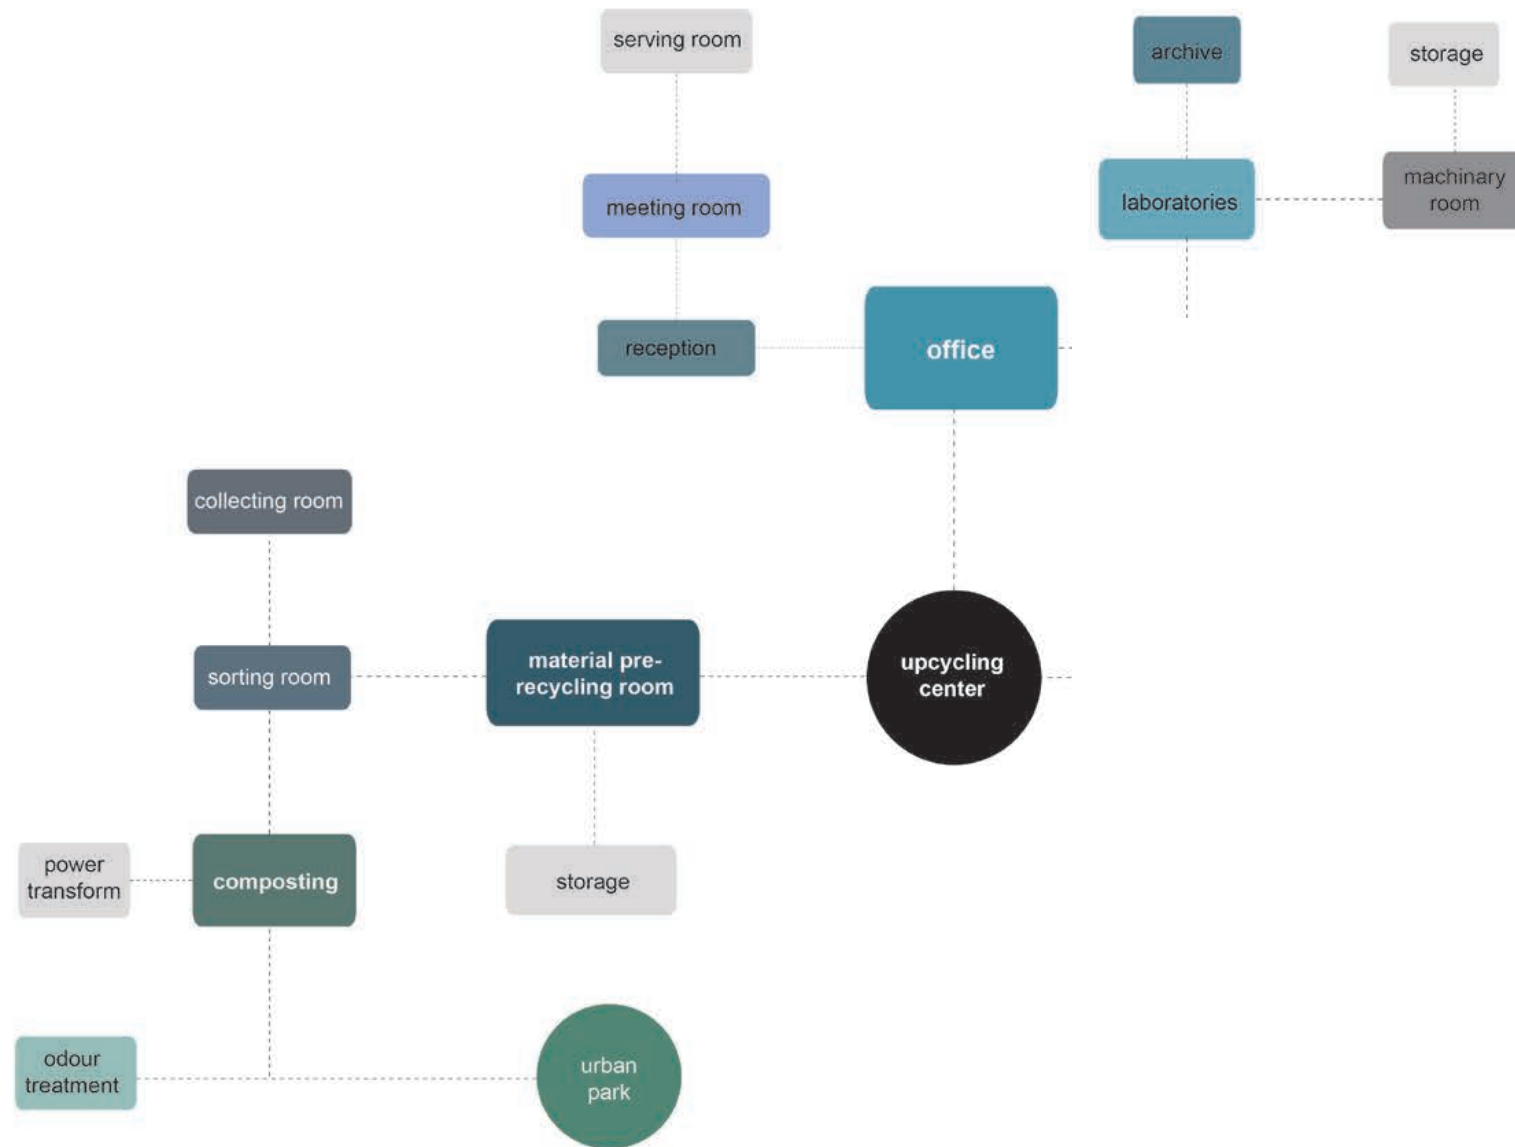 serving room
archive
storage
meeting room
laboratories
machinary
room
reception
office
collecting room
sorting room
material pre-
recycling room
upcycling
center
power
transform
composting
storage
odour
treatment
urban
park